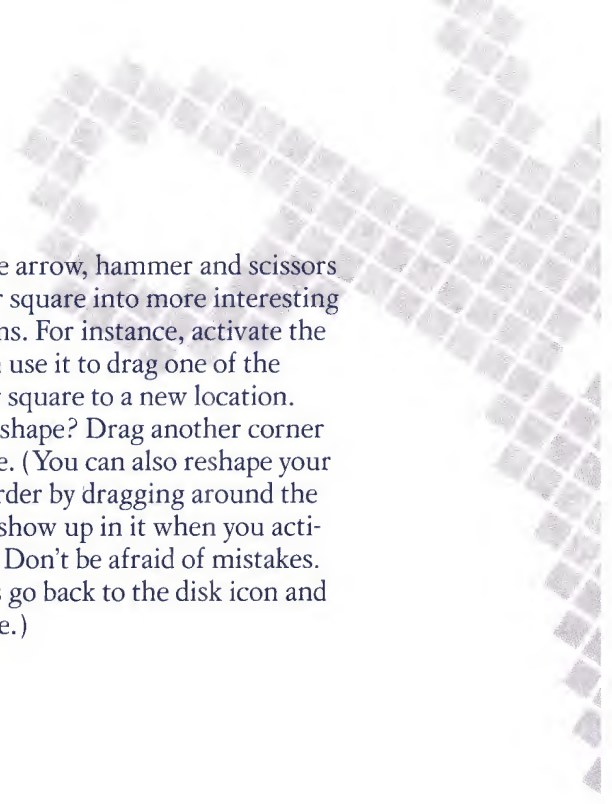 e arrow, hammer and scissors
r square into more interesting
ns. For instance, activate the
use it to drag one of the
square to a new location.
shape? Drag another corner
e. (You can also reshape your
rder by dragging around the
show up in it when you acti-
Don't be afraid of mistakes.
s go back to the disk icon and
e.)